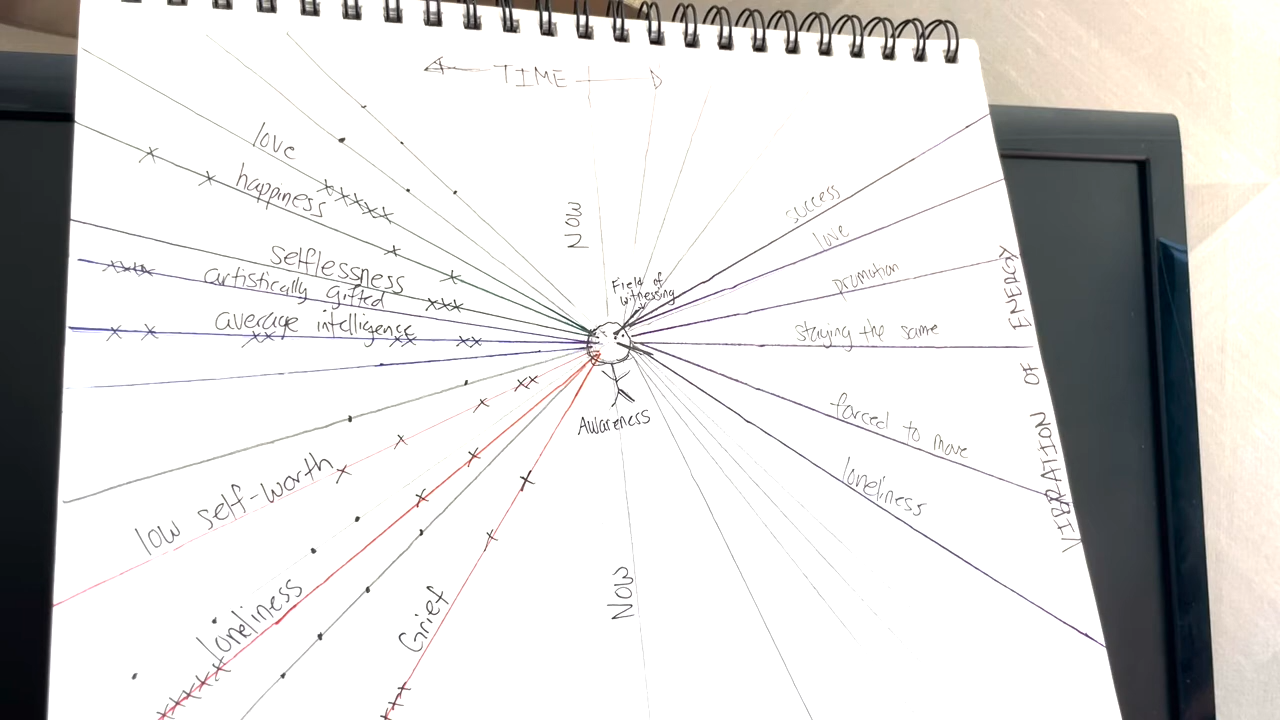 TIME
love
happiness
selflessness
artistically gifted
average intelligence
low self-worth
loneliness
Grief
NOW
Field of
witnessing
Awareness
NOW
success
love
promotion
staying the same
forced to move
loneliness
VIBRATION OF ENERGY